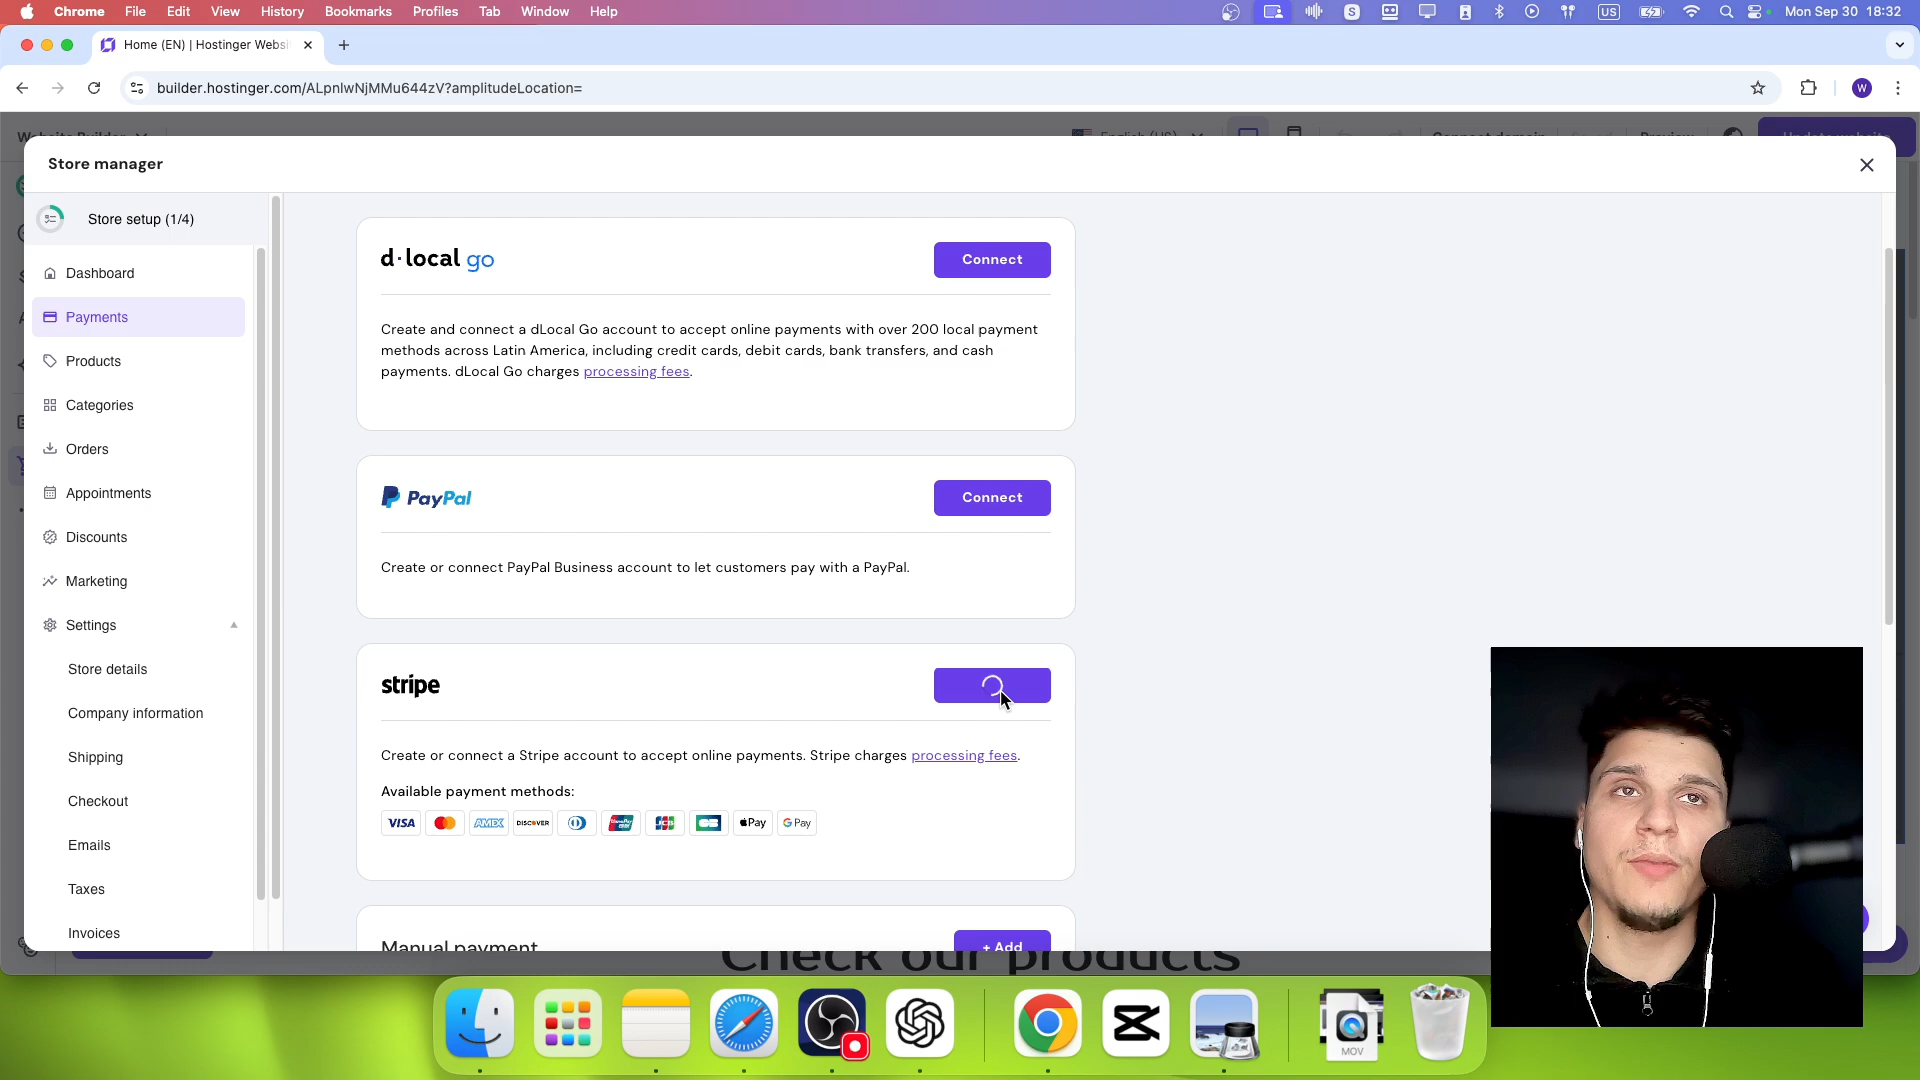 Chrome File Edit View History Bookmarks Profiles Tab Window Help
US
Mon Sep 30 18:32
Home (EN) | Hostinger Websi
builder.hostinger.com/ALpnlwNjMMu644zV?amplitudeLocation=
W
Store manager
Store setup (1/4)
Dashboard
Payments
Products
Categories
Orders
Appointments
Discounts
Marketing
Settings
Store details
Company information
Shipping
Checkout
Emails
Taxes
Invoices
d·local go
Connect
Create and connect a dLocal Go account to accept online payments with over 200 local payment
methods across Latin America, including credit cards, debit cards, bank transfers, and cash
payments. dLocal Go charges processing fees.
PayPal
Connect
Create or connect PayPal Business account to let customers pay with a PayPal.
stripe
Create or connect a Stripe account to accept online payments. Stripe charges processing fees.
Available payment methods:
VISA
AMEX
DISCOVER
JCB
Pay
G Pay
Manual payment
+ Add
Check our products
MOV